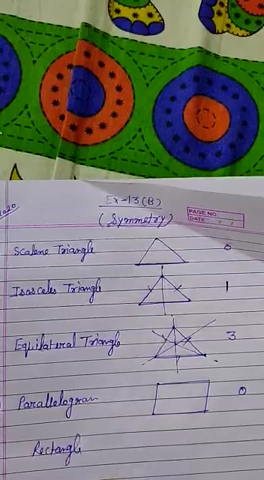 Ex-13(B)
(Symmetry)
PAGE NO.
DATE
Scalene Triangle 0
Isosceles Triangle 1
Equilateral Triangle 3
Parallelogram 0
Rectangle